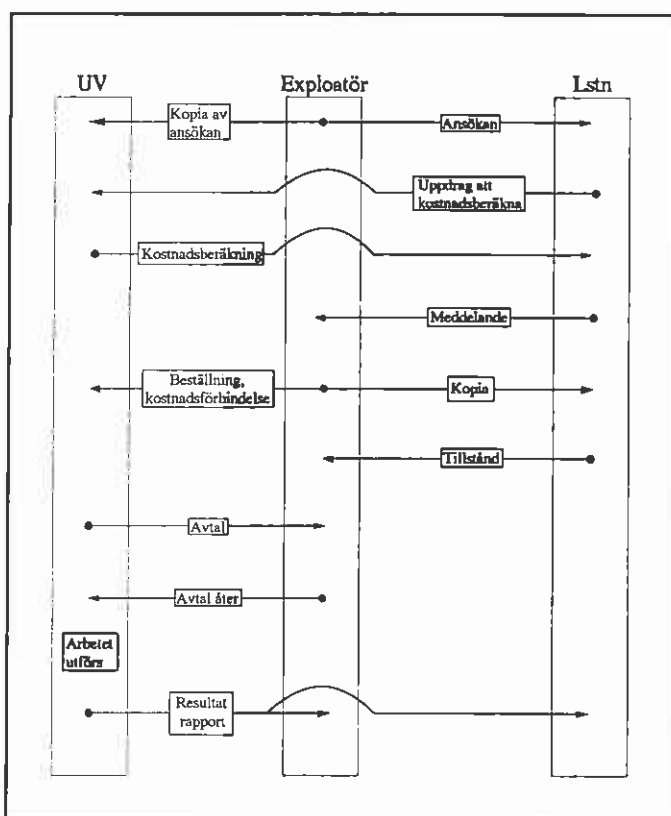 UV Exploatör Lstn
Kopia av
ansökan
Ansökan
Uppdrag att
kostnadsberäkna
Kostnadsberäkning
Meddelande
Beställning,
kostnadsförbindelse
Kopia
Tillstånd
Avtal
Avtal åter
Arbetet
utförs
Resultat
rapport